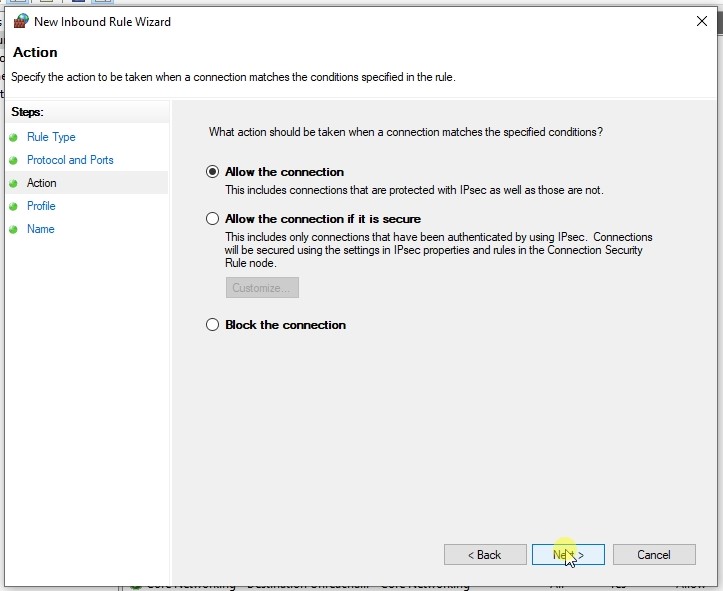 New Inbound Rule Wizard
Action
Specify the action to be taken when a connection matches the conditions specified in the rule.
Steps:
Rule Type
Protocol and Ports
Action
Profile
Name
What action should be taken when a connection matches the specified conditions?
Allow the connection
This includes connections that are protected with IPsec as well as those are not.
Allow the connection if it is secure
This includes only connections that have been authenticated by using IPsec. Connections
will be secured using the settings in IPsec properties and rules in the Connection Security
Rule node.
Customize...
Block the connection
< Back
Next >
Cancel